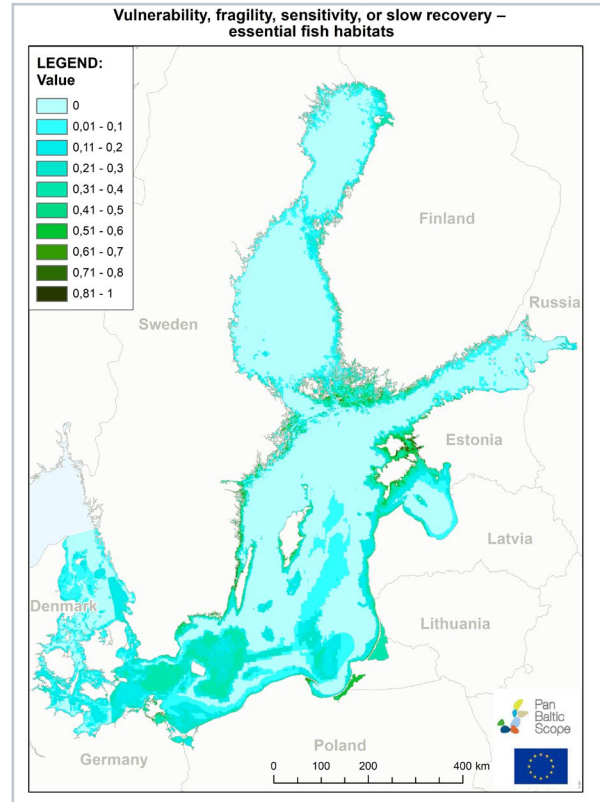 Vulnerability, fragility, sensitivity, or slow recovery –
essential fish habitats
LEGEND:
Value
0
0,01 - 0,1
0,11 - 0,2
0,21 - 0,3
0,31 - 0,4
0,41 - 0,5
0,51 - 0,6
0,61 - 0,7
0,71 - 0,8
0,81 - 1
Finland
Russia
Sweden
Estonia
Latvia
Denmark
Lithuania
Pan
Baltic
Scope
Poland
Germany
0 100 200 400 km